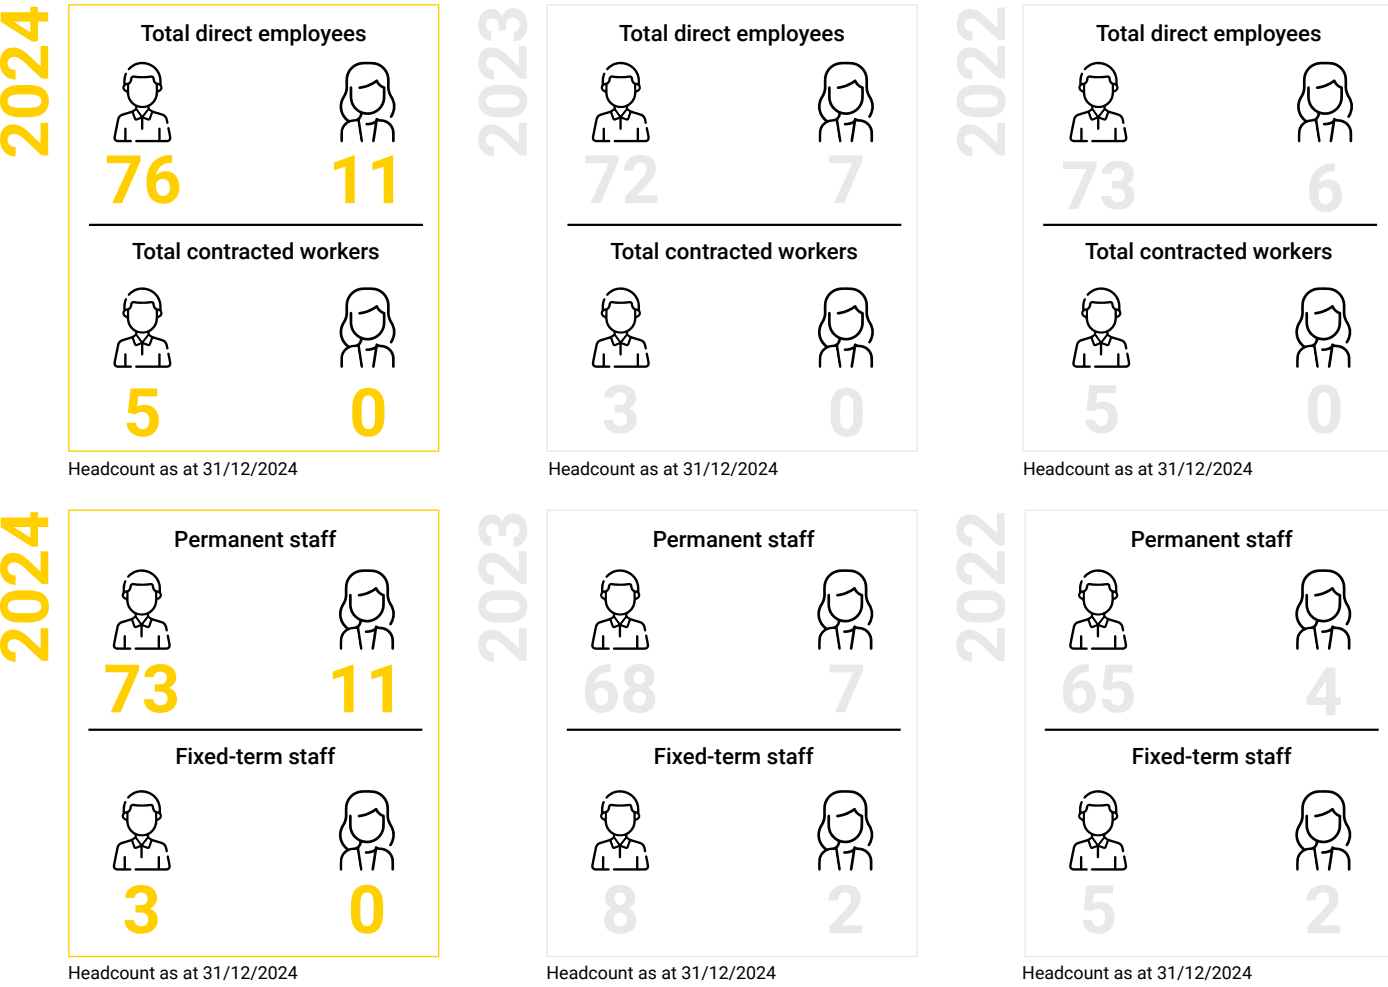 2024
Total direct employees
76 11
Total contracted workers
5 0
Headcount as at 31/12/2024
2023
Total direct employees
72 7
Total contracted workers
3 0
Headcount as at 31/12/2024
2022
Total direct employees
73 6
Total contracted workers
5 0
Headcount as at 31/12/2024
2024
Permanent staff
73 11
Fixed-term staff
3 0
Headcount as at 31/12/2024
2023
Permanent staff
68 7
Fixed-term staff
8 2
Headcount as at 31/12/2024
2022
Permanent staff
65 4
Fixed-term staff
5 2
Headcount as at 31/12/2024